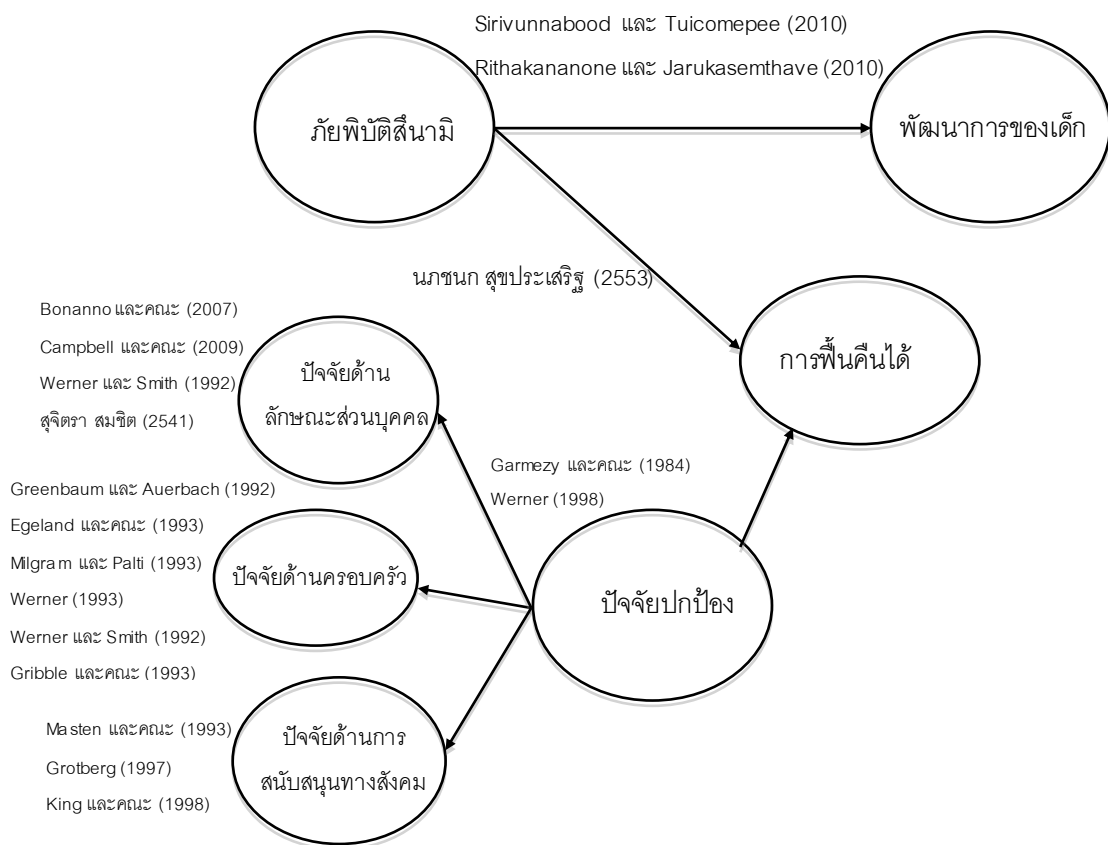 Sirivunnabood และ Tuicomepee (2010)
Rithakananone และ Jarukasemthave (2010)
ภัยพิบัติสึนามิ
พัฒนาการของเด็ก
นภชนก สุขประเสริฐ (2553)
Bonanno และคณะ (2007)
Campbell และคณะ (2009)
Werner และ Smith (1992)
สุจิตรา สมชิต (2541)
ปัจจัยด้าน
ลักษณะส่วนบุคคล
การฟื้นคืนได้
Garmezy และคณะ (1984)
Werner (1998)
Greenbaum และ Auerbach (1992)
Egeland และคณะ (1993)
Milgram และ Palti (1993)
Werner (1993)
Werner และ Smith (1992)
Gribble และคณะ (1993)
ปัจจัยด้านครอบครัว
ปัจจัยปกป้อง
Masten และคณะ (1993)
Grotberg (1997)
King และคณะ (1998)
ปัจจัยด้านการ
สนับสนุนทางสังคม